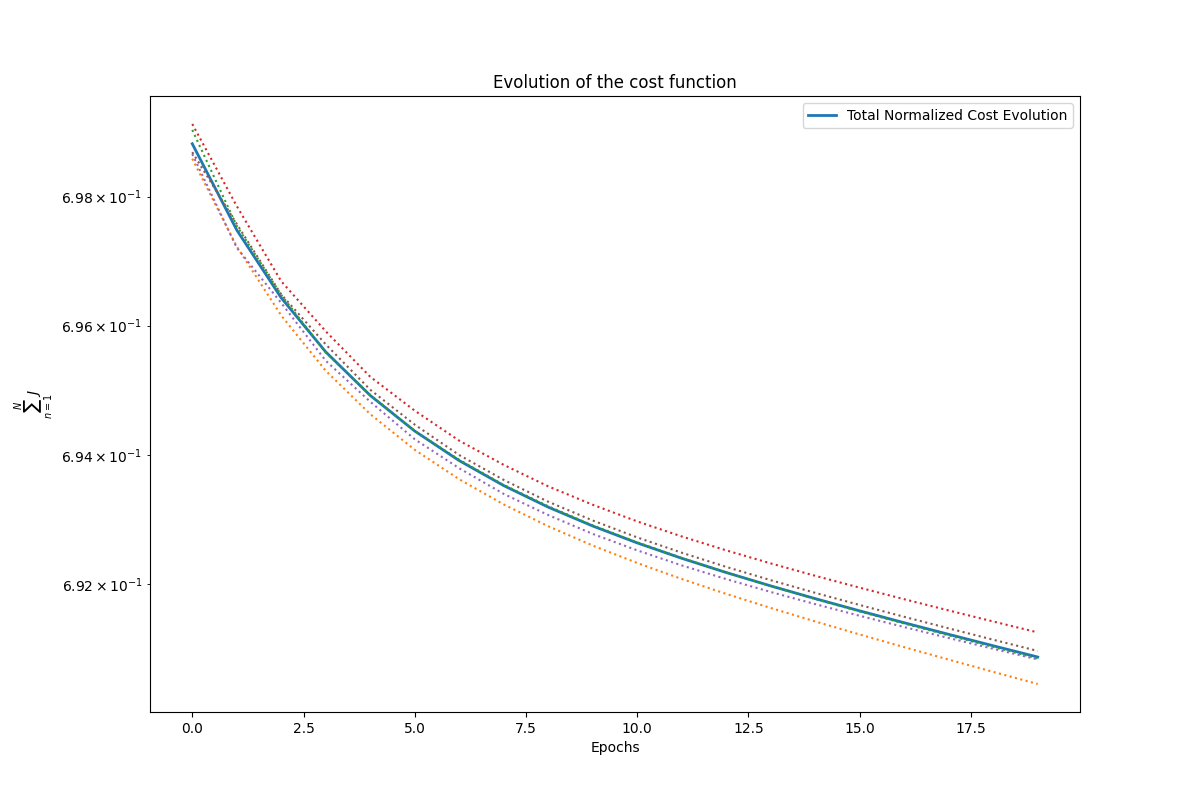 Evolution of the cost function
Total Normalized Cost Evolution
6.98 × 10⁻¹
6.96 × 10⁻¹
6.94 × 10⁻¹
6.92 × 10⁻¹
∑ₙ₌₁ᴺ J
0.0 2.5 5.0 7.5 10.0 12.5 15.0 17.5
Epochs